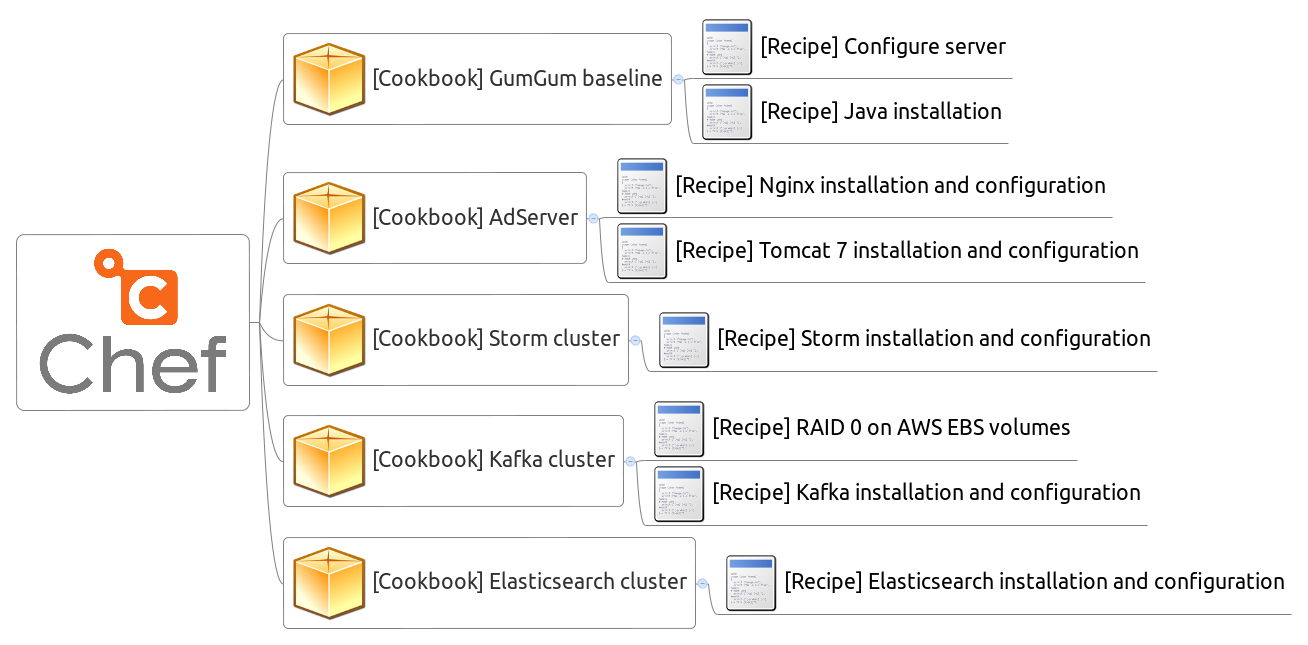 [Cookbook] GumGum baseline
[Recipe] Configure server
[Recipe] Java installation
[Cookbook] AdServer
[Recipe] Nginx installation and configuration
[Recipe] Tomcat 7 installation and configuration
C
Chef
[Cookbook] Storm cluster
[Recipe] Storm installation and configuration
[Cookbook] Kafka cluster
[Recipe] RAID 0 on AWS EBS volumes
[Recipe] Kafka installation and configuration
[Cookbook] Elasticsearch cluster
[Recipe] Elasticsearch installation and configuration